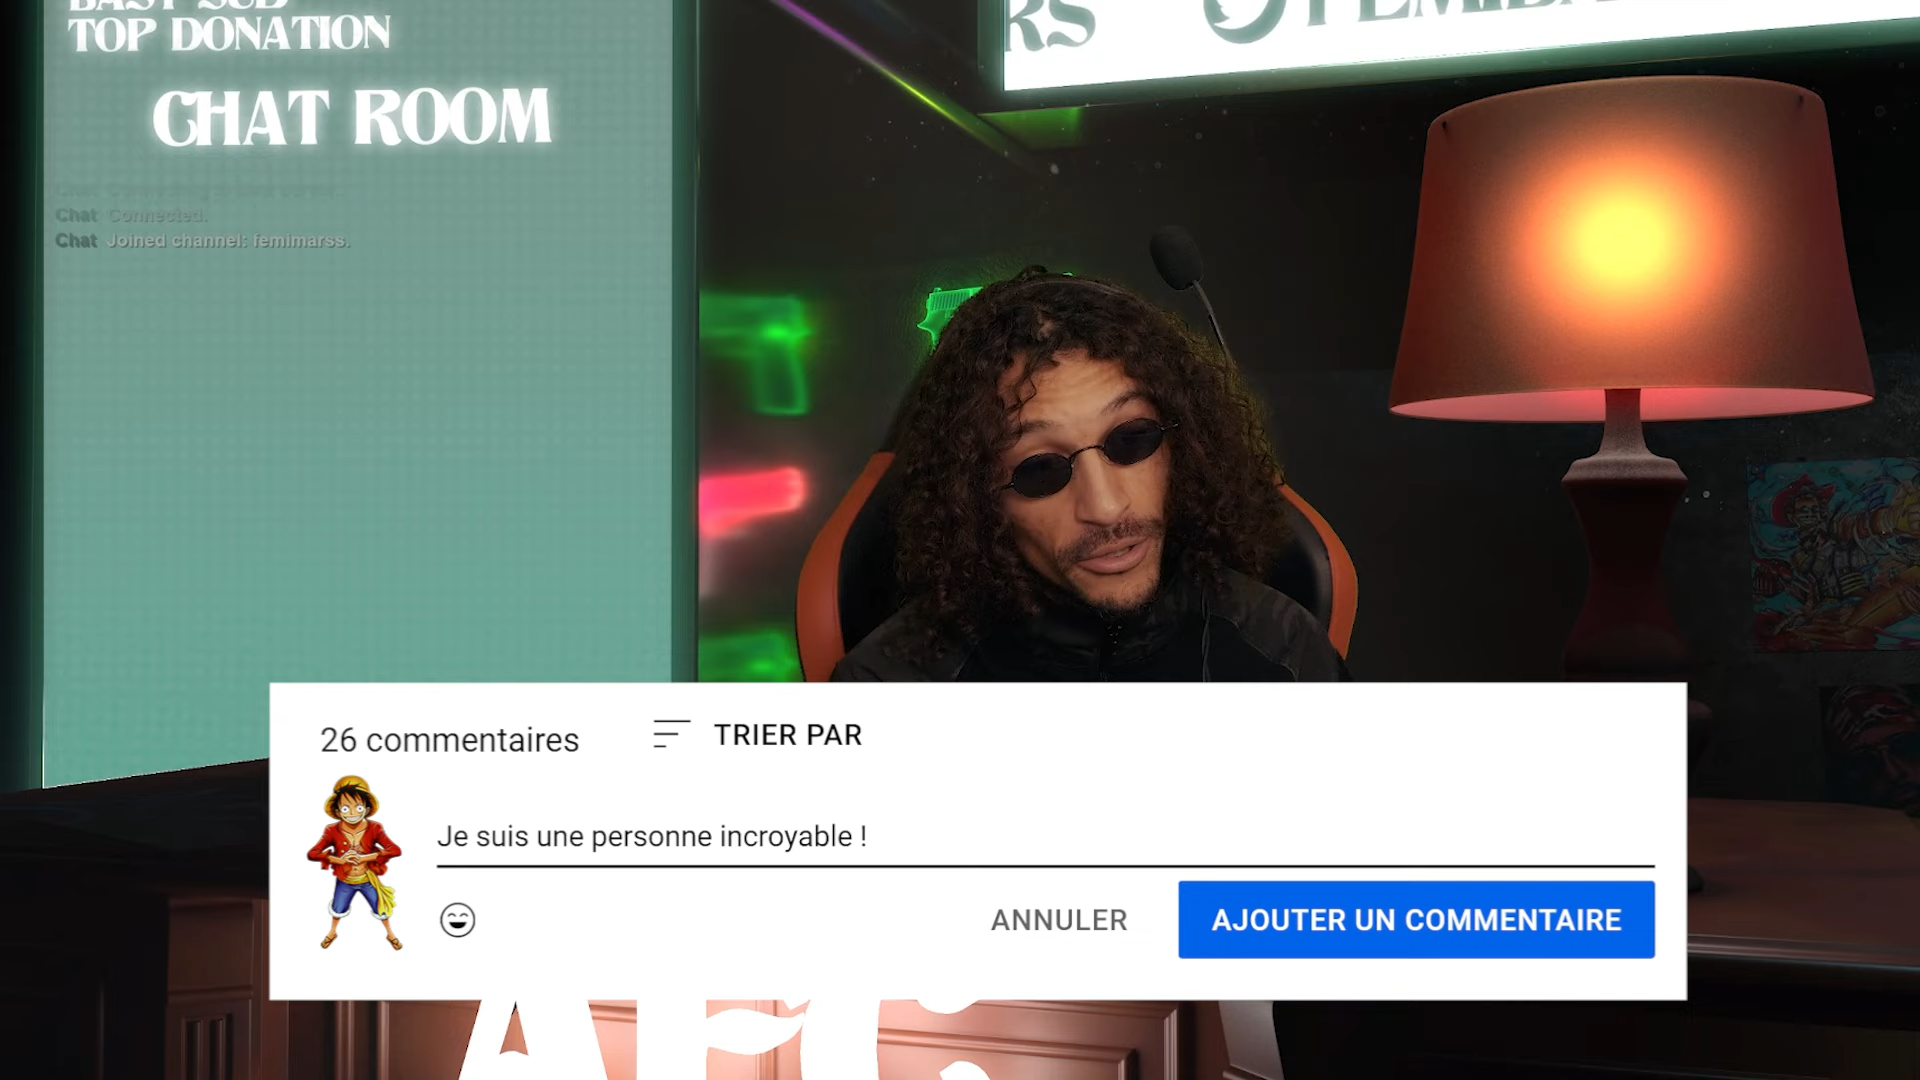 TOP DONATION
CHAT ROOM
Chat Connected.
Chat Joined channel: femimarss.
RS
26 commentaires
TRIER PAR
Je suis une personne incroyable !
ANNULER
AJOUTER UN COMMENTAIRE